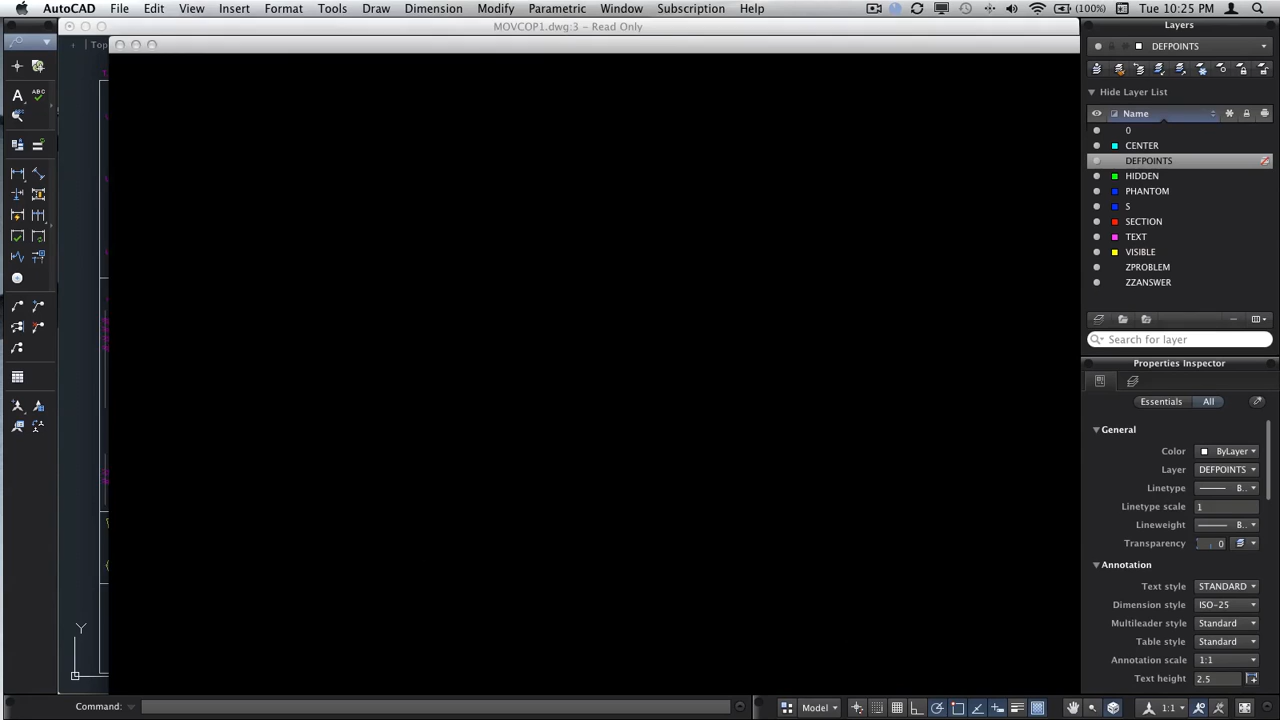 AutoCAD File Edit View Insert Format Tools Draw Dimension Modify Parametric Window Subscription Help (100%) Tue 10:25 PM
MOVCOP1.dwg:3 – Read Only
Layers
+ | Top
DEFPOINTS
Hide Layer List
Name
0
CENTER
DEFPOINTS
HIDDEN
PHANTOM
S
SECTION
TEXT
VISIBLE
ZPROBLEM
ZZANSWER
Search for layer
Properties Inspector
Essentials All
General
Color ByLayer
Layer DEFPOINTS
Linetype B..
Linetype scale 1
Lineweight B..
Transparency 0
Annotation
Text style STANDARD
Dimension style ISO-25
Multileader style Standard
Table style Standard
Annotation scale 1:1
Text height 2.5
A ABC
Y
Command: Model 1:1